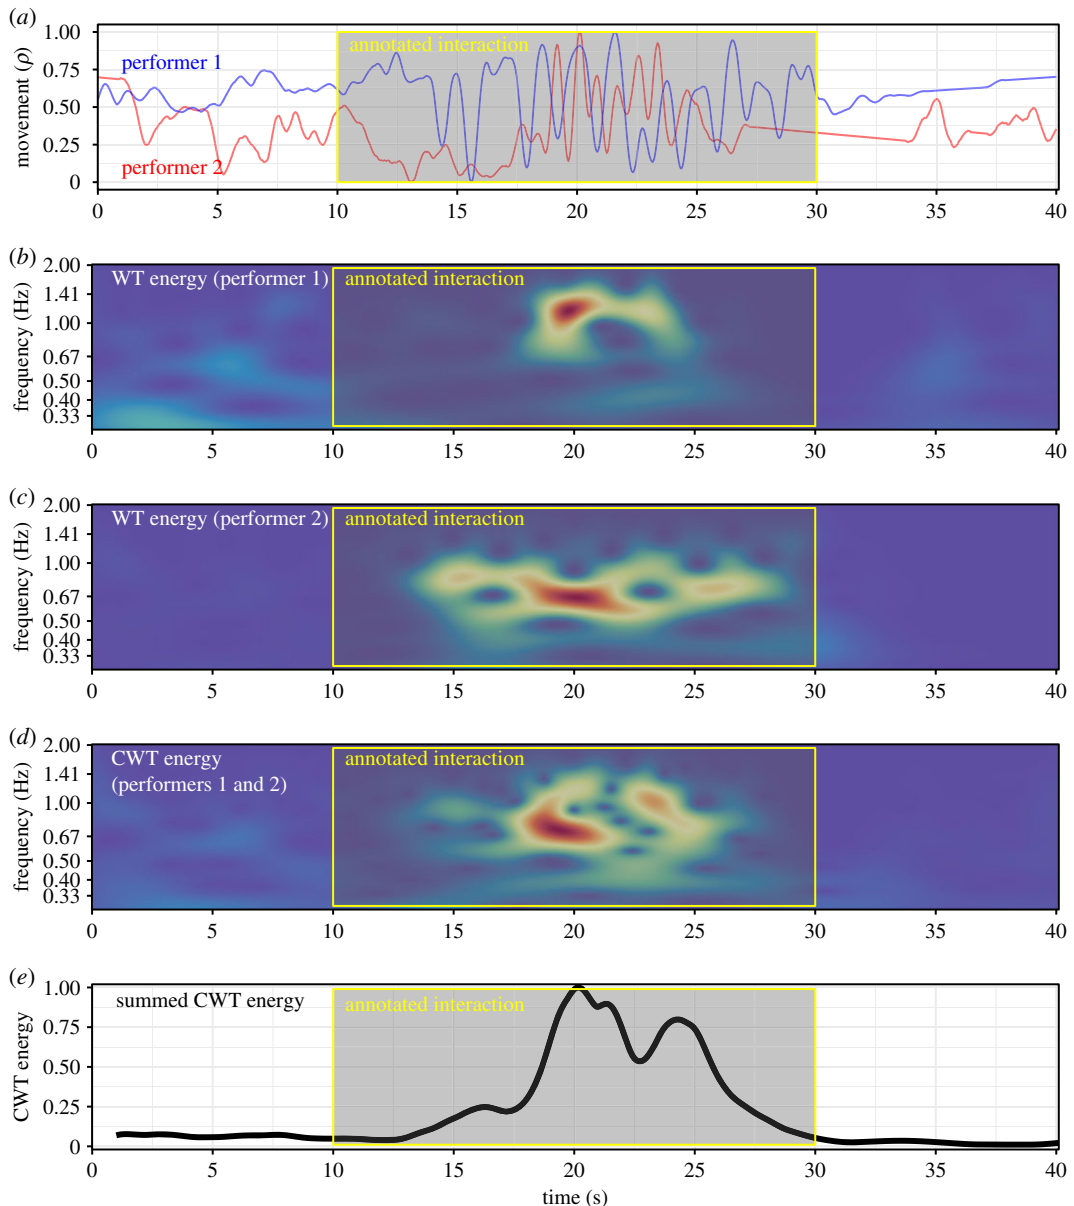 (a)
movement (ρ)
1.00
0.75
0.50
0.25
0
performer 1
performer 2
annotated interaction
0 5 10 15 20 25 30 35 40
(b)
frequency (Hz)
2.00
1.41
1.00
0.67
0.50
0.40
0.33
WT energy (performer 1)
annotated interaction
0 5 10 15 20 25 30 35 40
(c)
frequency (Hz)
2.00
1.41
1.00
0.67
0.50
0.40
0.33
WT energy (performer 2)
annotated interaction
0 5 10 15 20 25 30 35 40
(d)
frequency (Hz)
2.00
1.41
1.00
0.67
0.50
0.40
0.33
CWT energy
(performers 1 and 2)
annotated interaction
0 5 10 15 20 25 30 35 40
(e)
CWT energy
1.00
0.75
0.50
0.25
0
summed CWT energy
annotated interaction
0 5 10 15 20 25 30 35 40
time (s)